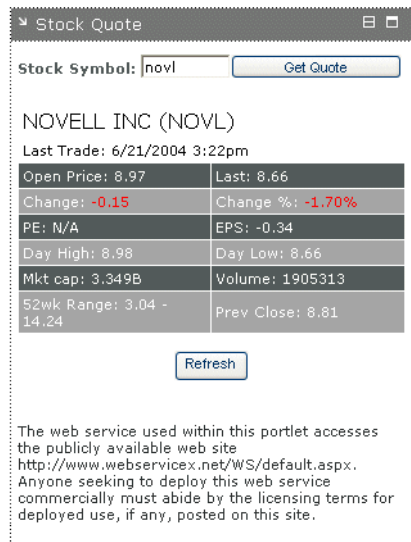 Stock Quote
Stock Symbol: novl Get Quote
NOVELL INC (NOVL)
Last Trade: 6/21/2004 3:22pm
Open Price: 8.97 Last: 8.66
Change: -0.15 Change %: -1.70%
PE: N/A EPS: -0.34
Day High: 8.98 Day Low: 8.66
Mkt cap: 3.349B Volume: 1905313
52wk Range: 3.04 -
14.24 Prev Close: 8.81
Refresh
The web service used within this portlet accesses
the publicly available web site
http://www.webservicex.net/WS/default.aspx.
Anyone seeking to deploy this web service
commercially must abide by the licensing terms for
deployed use, if any, posted on this site.